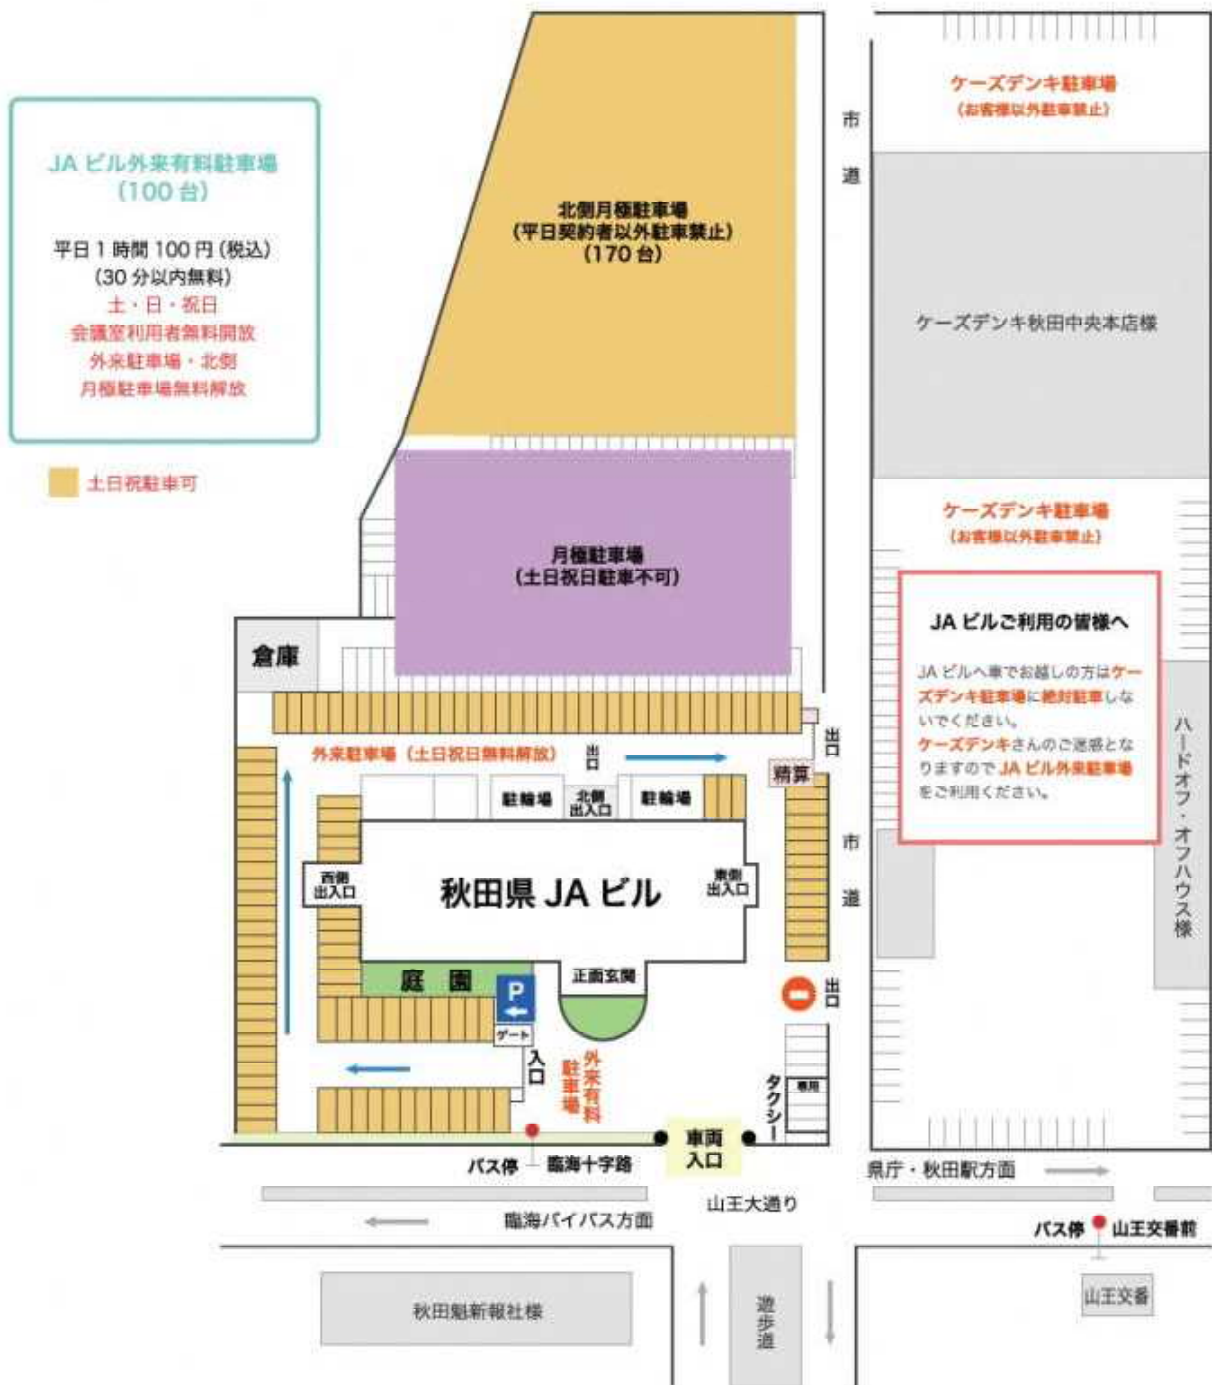 ケーズデンキ駐車場
(お客様以外駐車禁止)
市道
JA ビル外来有料駐車場
(100 台)
平日 1 時間 100 円 (税込)
(30 分以内無料)
土・日・祝日
会議室利用者無料開放
外来駐車場・北側
月極駐車場無料解放
土日祝駐車可
北側月極駐車場
(平日契約者以外駐車禁止)
(170 台)
ケーズデンキ秋田中央本店様
ケーズデンキ駐車場
(お客様以外駐車禁止)
月極駐車場
(土日祝日駐車不可)
JA ビルご利用の皆様へ
JA ビルへ車でお越しの方はケー
ズデンキ駐車場に絶対駐車しな
いでください。
ケーズデンキさんのご迷惑とな
りますので JA ビル外来駐車場
をご利用ください。
ハードオフ・オフハウス様
倉庫
外来駐車場 (土日祝日無料解放)
出口
出口
精算
駐輪場
北側
出入口
駐輪場
市道
西側
出入口
秋田県 JA ビル
東側
出入口
庭 園
正面玄関
P
ゲート
出口
入口
外来有料
駐車場
タクシー
専用
車両
入口
バス停
臨海十字路
県庁・秋田駅方面
山王大通り
臨海バイパス方面
バス停
山王交番前
秋田魁新報社様
遊歩道
山王交番